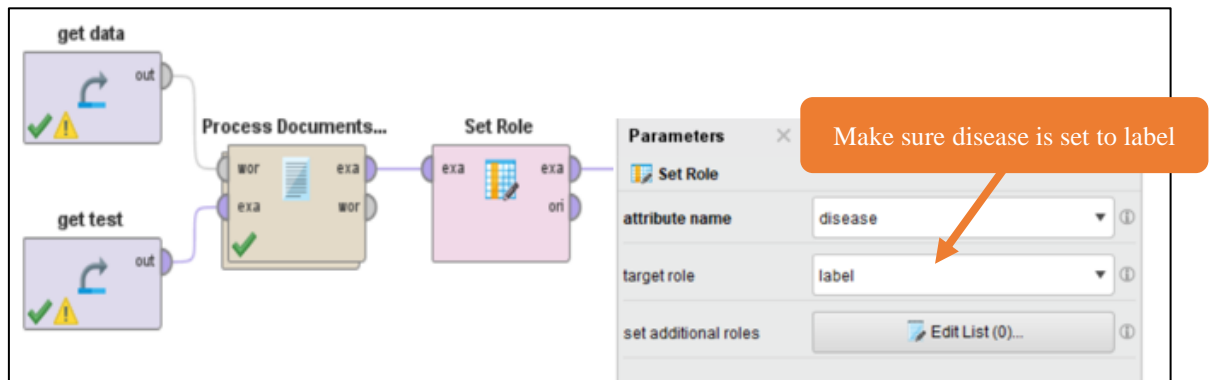 get data
out
Process Documents...
wor
exa
exa
wor
Set Role
exa
exa
ori
get test
out
Parameters
Set Role
attribute name
disease
target role
label
set additional roles
Edit List (0)...
Make sure disease is set to label